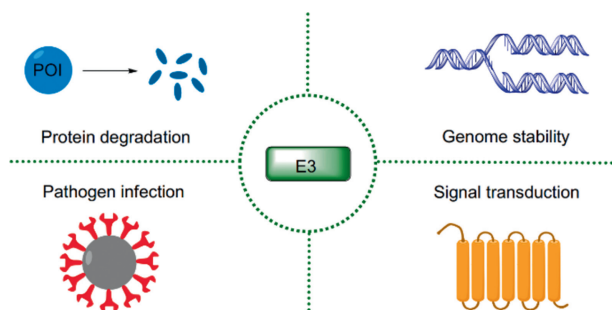 POI
Protein degradation
Genome stability
E3
Pathogen infection
Signal transduction